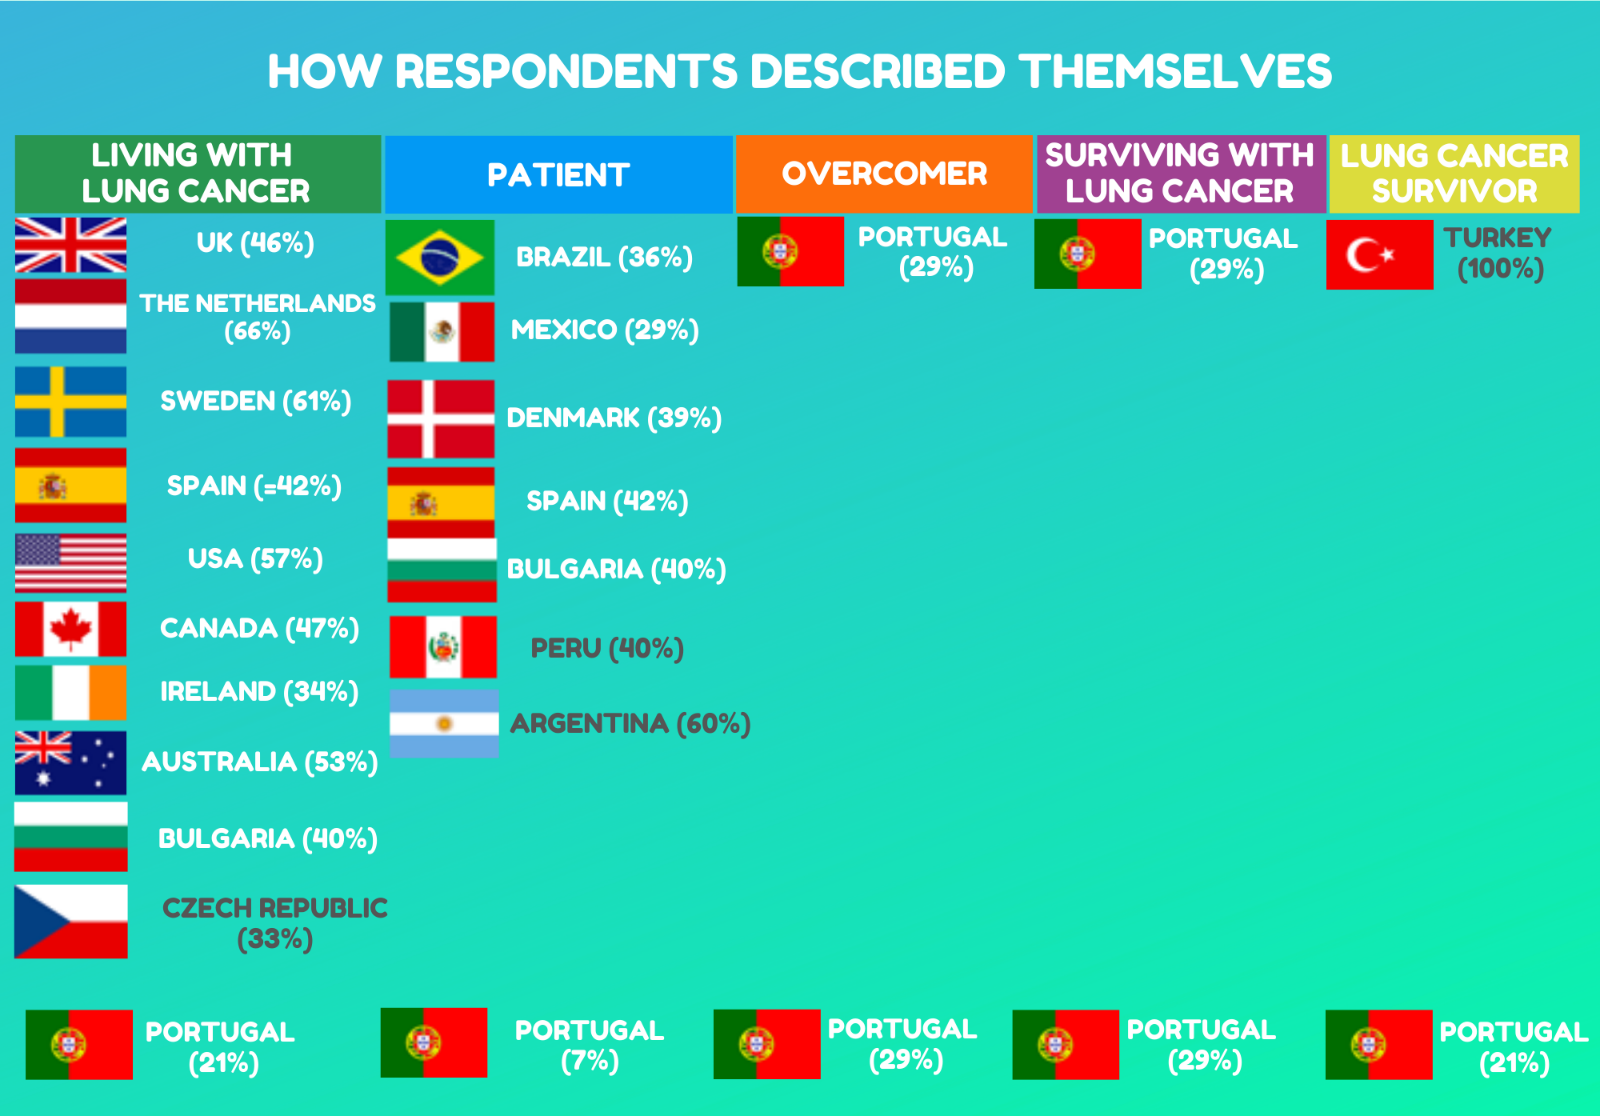 HOW RESPONDENTS DESCRIBED THEMSELVES
LIVING WITH
LUNG CANCER
UK (46%)
THE NETHERLANDS
(66%)
SWEDEN (61%)
SPAIN (=42%)
USA (57%)
CANADA (47%)
IRELAND (34%)
AUSTRALIA (53%)
BULGARIA (40%)
CZECH REPUBLIC
(33%)
PATIENT
BRAZIL (36%)
MEXICO (29%)
DENMARK (39%)
SPAIN (42%)
BULGARIA (40%)
PERU (40%)
ARGENTINA (60%)
OVERCOMER
PORTUGAL
(29%)
SURVIVING WITH
LUNG CANCER
PORTUGAL
(29%)
LUNG CANCER
SURVIVOR
TURKEY
(100%)
PORTUGAL
(21%)
PORTUGAL
(7%)
PORTUGAL
(29%)
PORTUGAL
(29%)
PORTUGAL
(21%)